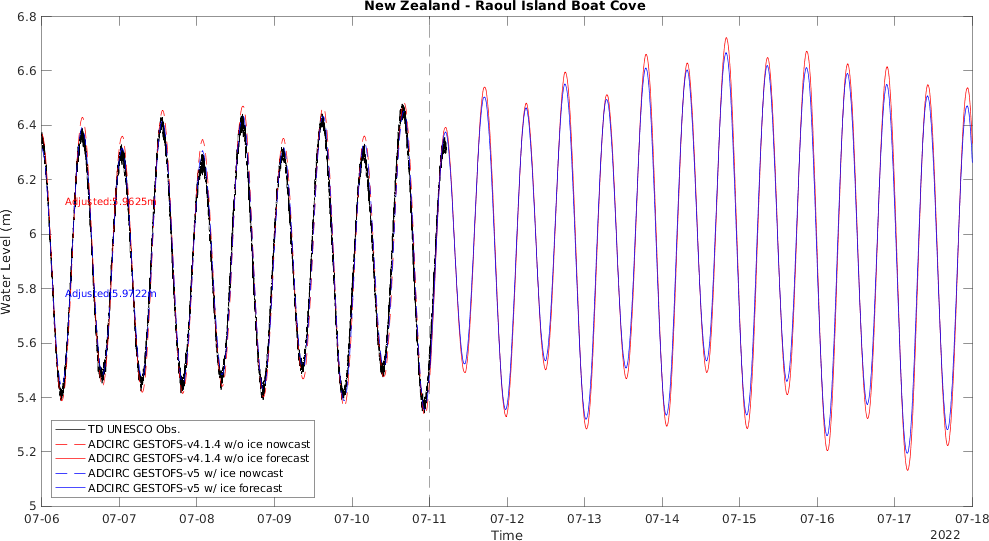 New Zealand - Raoul Island Boat Cove
6.8
6.6
6.4
6.2
6
5.8
5.6
5.4
5.2
5
Water Level (m)
Adjusted:5.9625m
Adjusted:5.9722m
TD UNESCO Obs.
ADCIRC GESTOFS-v4.1.4 w/o ice nowcast
ADCIRC GESTOFS-v4.1.4 w/o ice forecast
ADCIRC GESTOFS-v5 w/ ice nowcast
ADCIRC GESTOFS-v5 w/ ice forecast
07-06 07-07 07-08 07-09 07-10 07-11 07-12 07-13 07-14 07-15 07-16 07-17 07-18
Time
2022